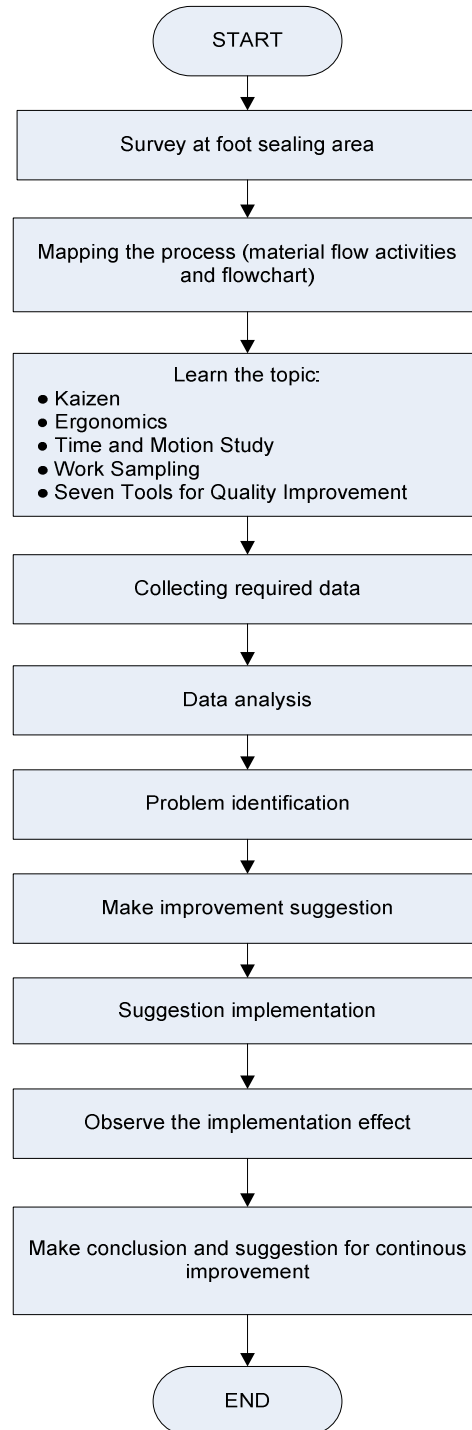 START
Survey at foot sealing area
Mapping the process (material flow activities
and flowchart)
Learn the topic:
● Kaizen
● Ergonomics
● Time and Motion Study
● Work Sampling
● Seven Tools for Quality Improvement
Collecting required data
Data analysis
Problem identification
Make improvement suggestion
Suggestion implementation
Observe the implementation effect
Make conclusion and suggestion for continous
improvement
END